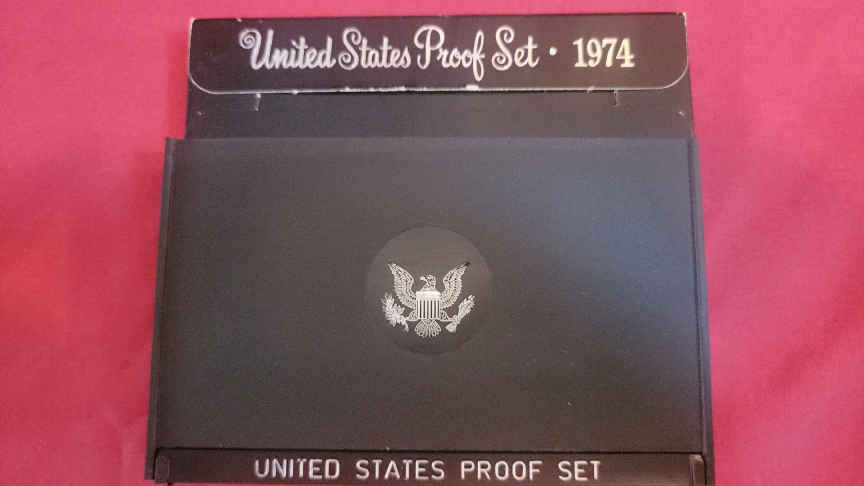 United States Proof Set · 1974
UNITED STATES PROOF SET